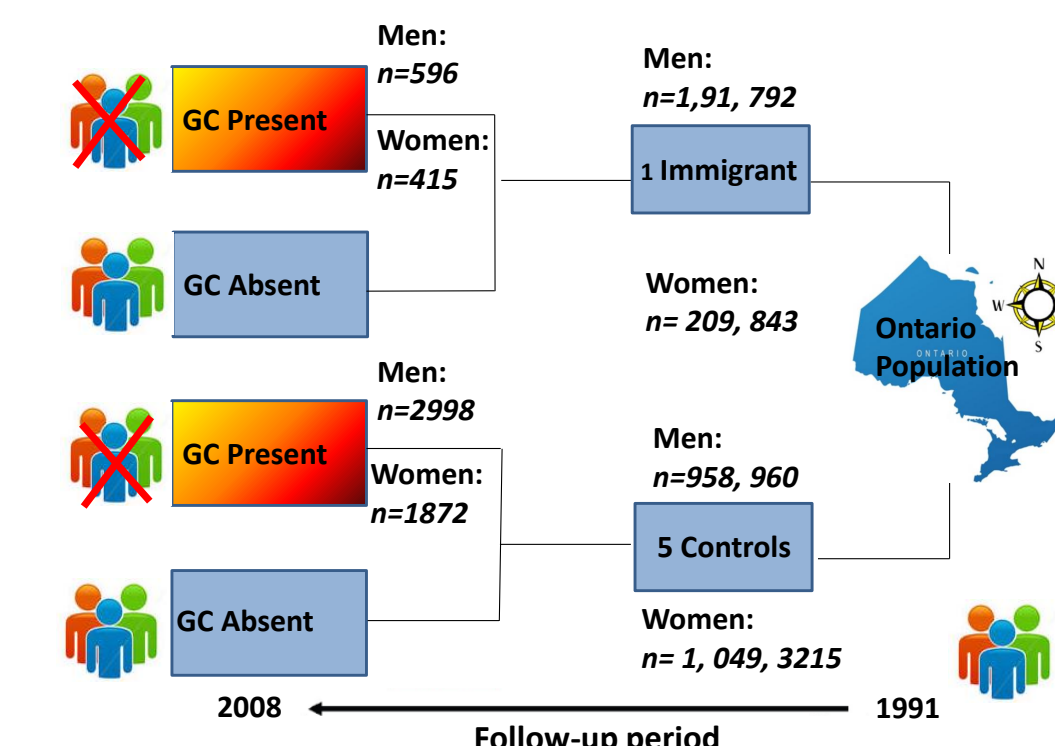 Men:
n=596
GC Present
Women:
n=415
GC Absent
Men:
n=1,91, 792
1 Immigrant
Women:
n= 209, 843
N
W
S
Ontario
ONTARIO
Population
Men:
n=2998
GC Present
Women:
n=1872
GC Absent
Men:
n=958, 960
5 Controls
Women:
n= 1, 049, 3215
2008
1991
Follow-up period